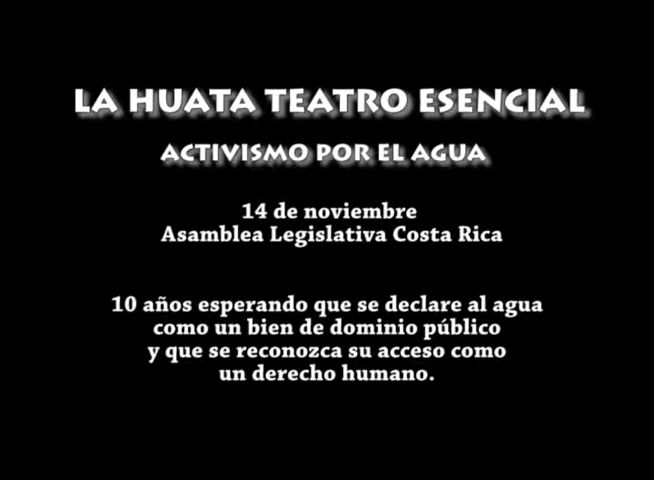 LA HUATA TEATRO ESENCIAL
ACTIVISMO POR EL AGUA
14 de noviembre
Asamblea Legislativa Costa Rica
10 años esperando que se declare al agua
como un bien de dominio público
y que se reconozca su acceso como
un derecho humano.